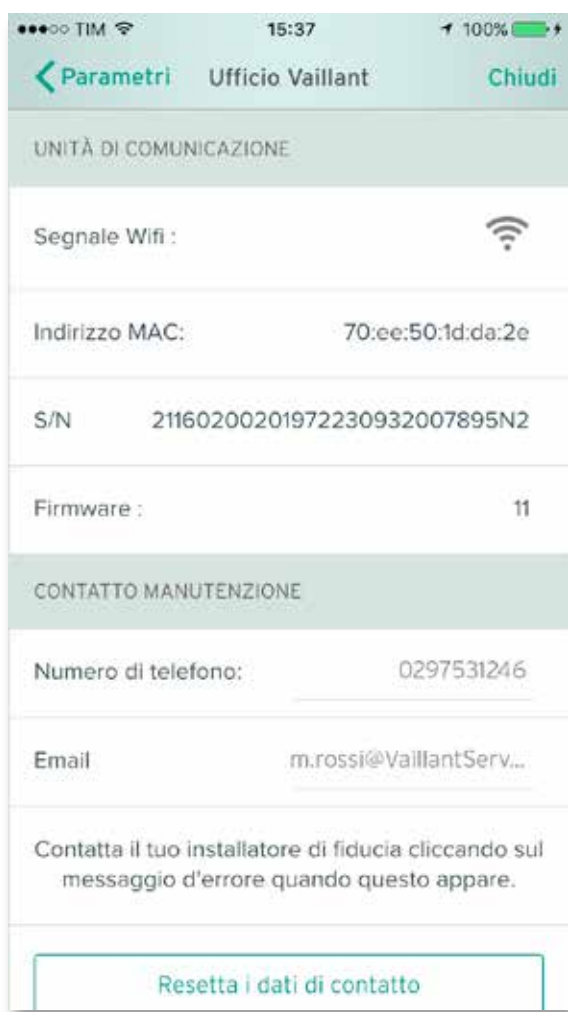 TIM 15:37 100%
Parametri Ufficio Vaillant Chiudi
UNITÀ DI COMUNICAZIONE
Segnale Wifi :
Indirizzo MAC: 70:ee:50:1d:da:2e
S/N 21160200201972230932007895N2
Firmware : 11
CONTATTO MANUTENZIONE
Numero di telefono: 0297531246
Email m.rossi@VaillantServ...
Contatta il tuo installatore di fiducia cliccando sul
messaggio d'errore quando questo appare.
Resetta i dati di contatto